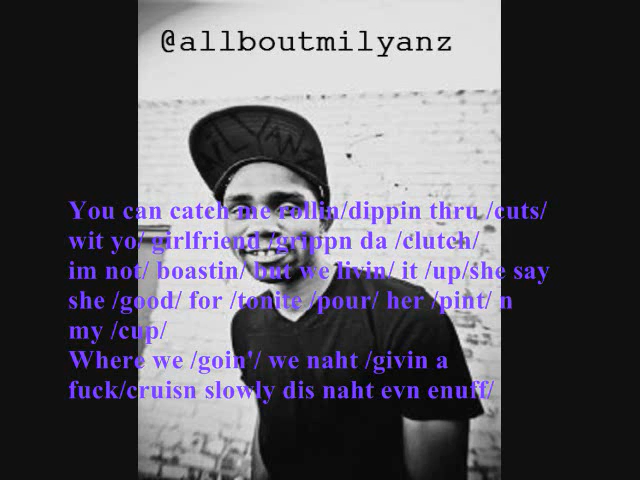 @allboutmilyanz
MILYANZ
You can catch me rollin/dippin thru /cuts/
wit yo/ girlfriend /grippn da /clutch/
im not/ boastin/ but we livin/ it /up/she say
she /good/ for /tonite /pour/ her /pint/ n
my /cup/
Where we /goin'/ we naht /givin a
fuck/cruisn slowly dis naht evn enuff/